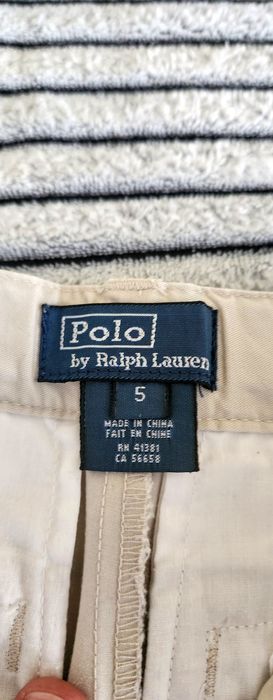 Polo
by Ralph Lauren
5
MADE IN CHINA
FAIT EN CHINE
RN 41381
CA 56658